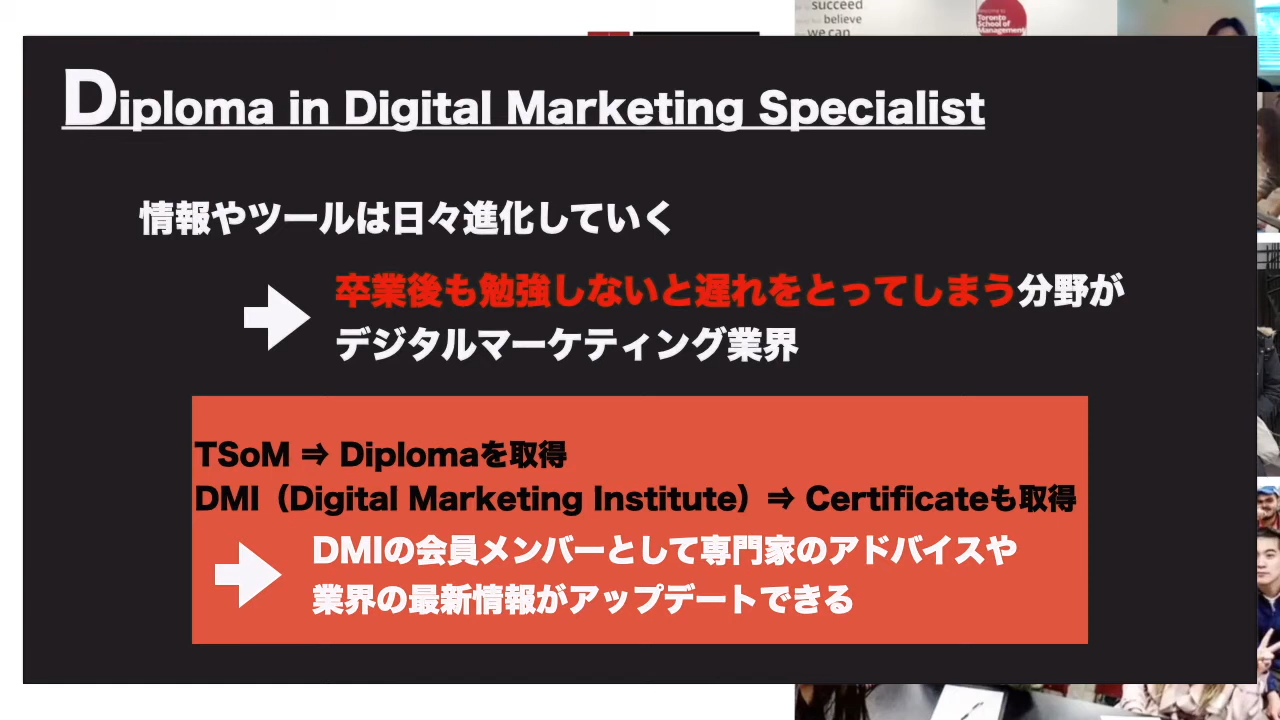 succeed
believe
we can
Toronto
School of
Management
Diploma in Digital Marketing Specialist
情報やツールは日々進化していく
卒業後も勉強しないと遅れをとってしまう分野が
デジタルマーケティング業界
TSoM ⇒ Diplomaを取得
DMI（Digital Marketing Institute）⇒ Certificateも取得
DMIの会員メンバーとして専門家のアドバイスや
業界の最新情報がアップデートできる